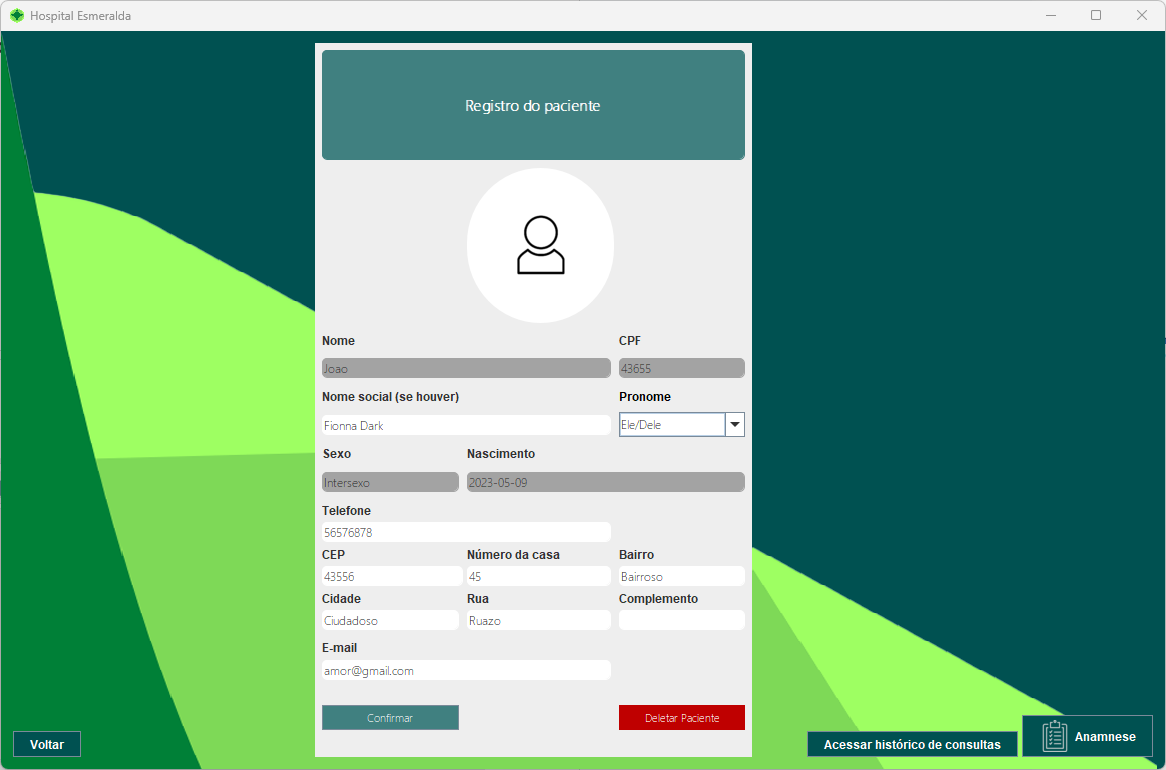 Hospital Esmeralda
Registro do paciente
Nome CPF
Joao 43655
Nome social (se houver) Pronome
Fionna Dark Ele/Dele
Sexo Nascimento
Intersexo 2023-05-09
Telefone
56576878
CEP Número da casa Bairro
43556 45 Bairroso
Cidade Rua Complemento
Ciudadoso Ruazo
E-mail
amor@gmail.com
Confirmar Deletar Paciente
Voltar Acessar histórico de consultas Anamnese